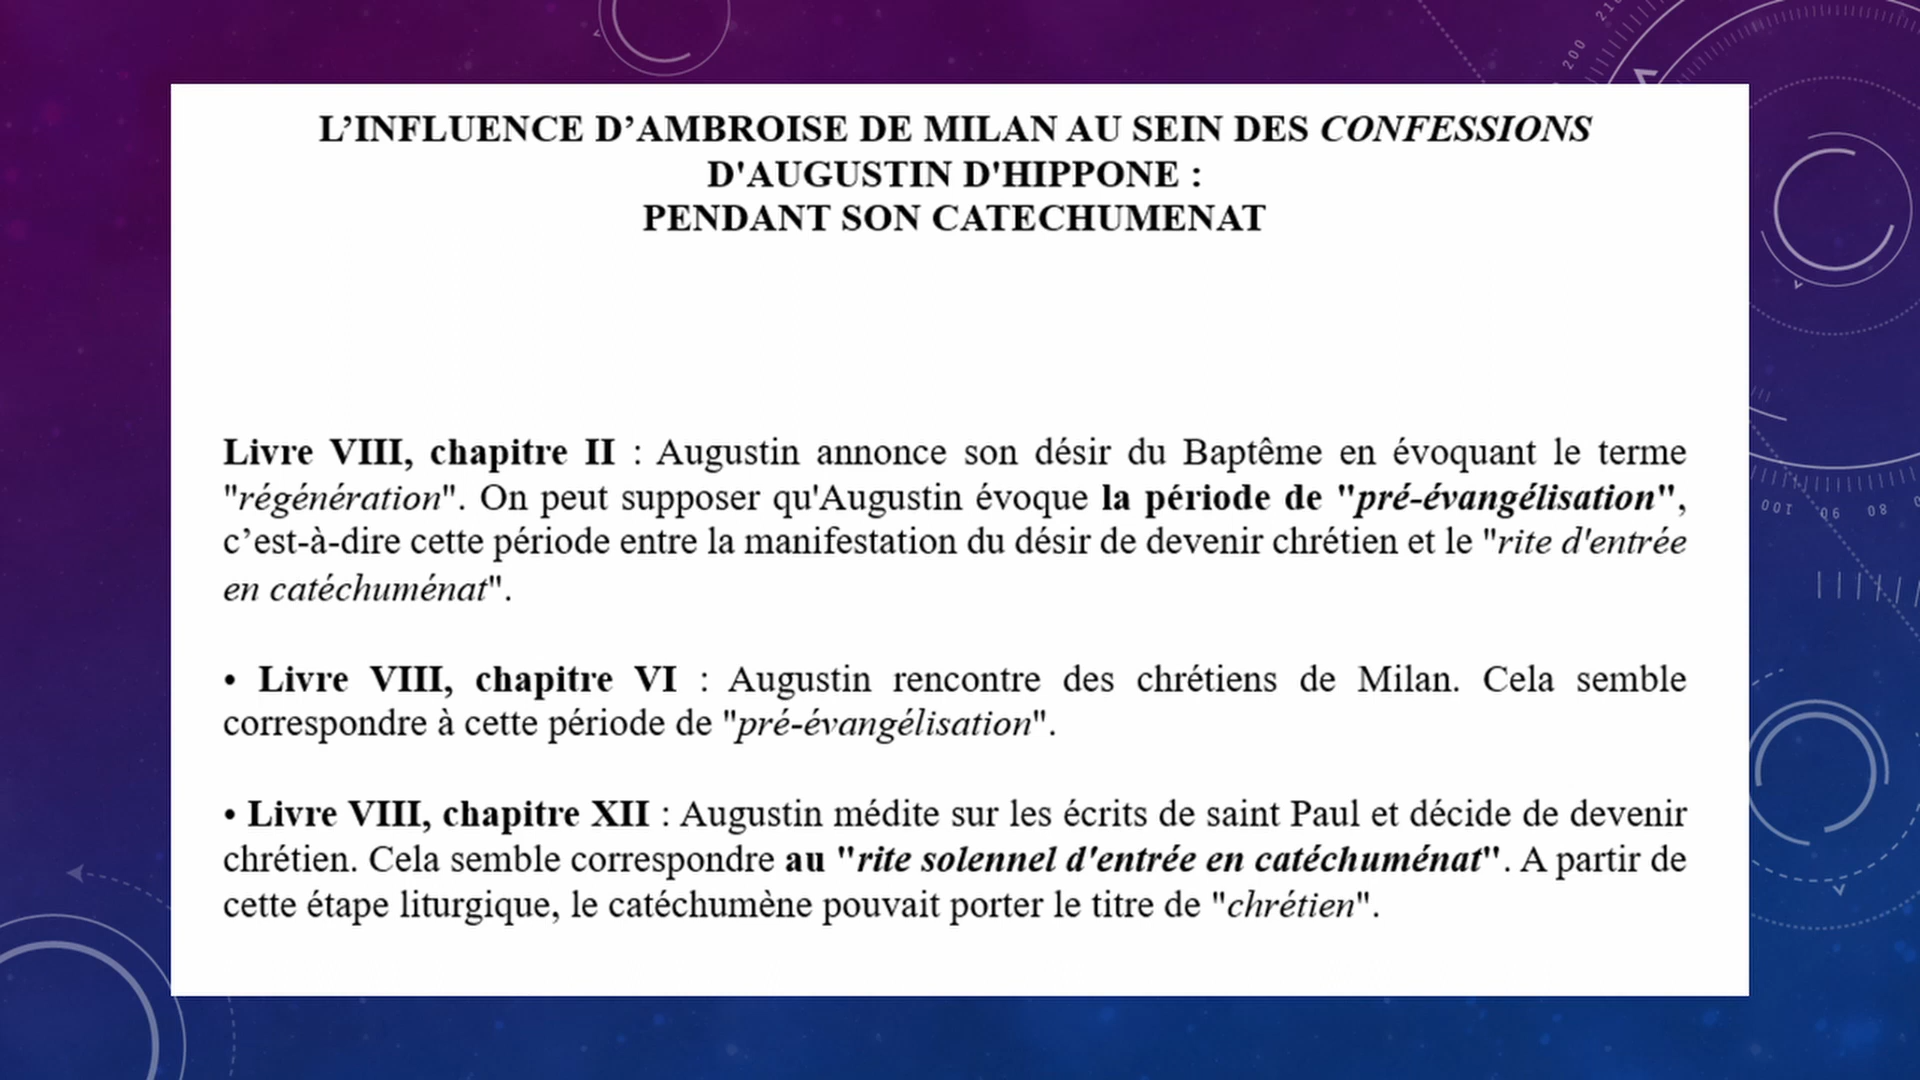 L’INFLUENCE D’AMBROISE DE MILAN AU SEIN DES CONFESSIONS
D'AUGUSTIN D'HIPPONE :
PENDANT SON CATECHUMENAT
Livre VIII, chapitre II : Augustin annonce son désir du Baptême en évoquant le terme
"régénération". On peut supposer qu'Augustin évoque la période de "pré-évangélisation",
c’est-à-dire cette période entre la manifestation du désir de devenir chrétien et le "rite d'entrée
en catéchuménat".
• Livre VIII, chapitre VI : Augustin rencontre des chrétiens de Milan. Cela semble
correspondre à cette période de "pré-évangélisation".
• Livre VIII, chapitre XII : Augustin médite sur les écrits de saint Paul et décide de devenir
chrétien. Cela semble correspondre au "rite solennel d'entrée en catéchuménat". A partir de
cette étape liturgique, le catéchumène pouvait porter le titre de "chrétien".
200
100 90 80